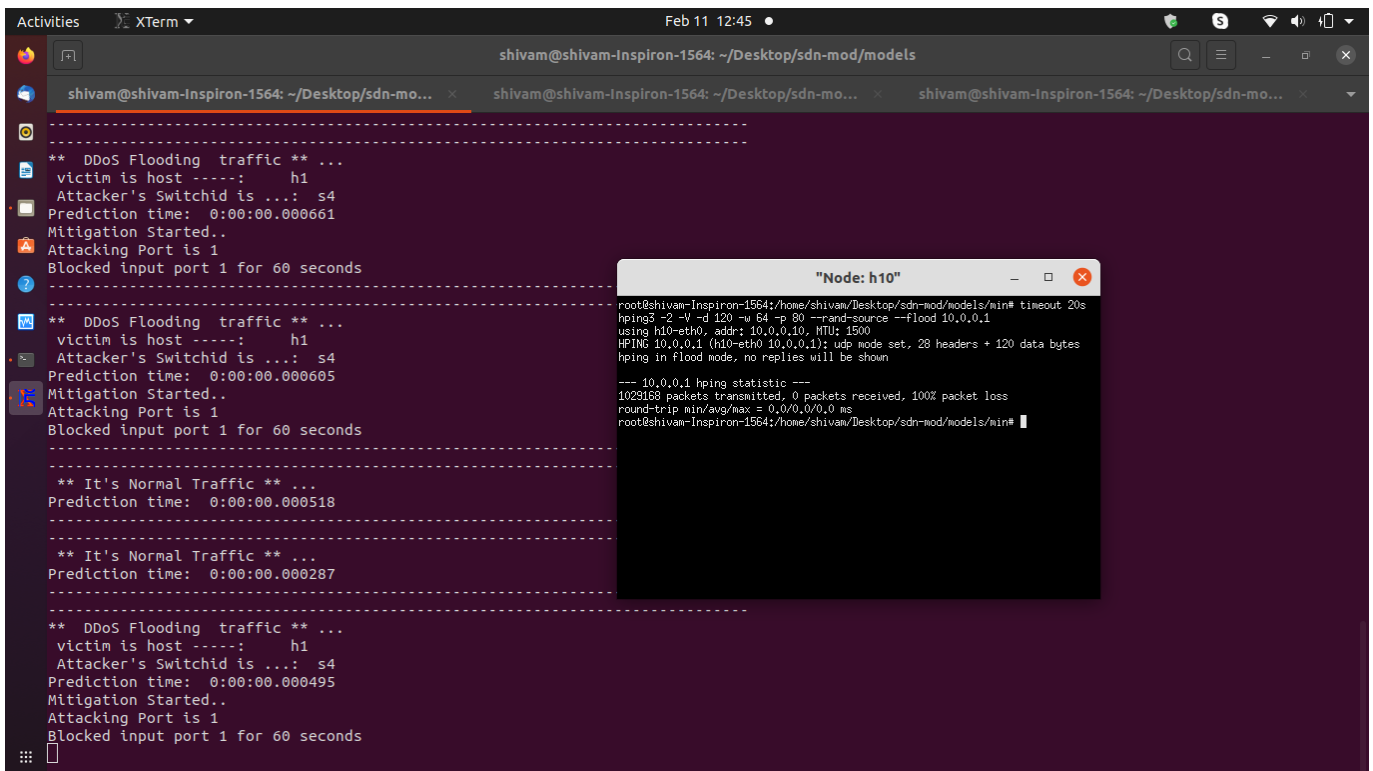 Activities XTerm Feb 11 12:45
shivam@shivam-Inspiron-1564: ~/Desktop/sdn-mod/models
shivam@shivam-Inspiron-1564: ~/Desktop/sdn-mo... shivam@shivam-Inspiron-1564: ~/Desktop/sdn-mo... shivam@shivam-Inspiron-1564: ~/Desktop/sdn-mo...
--------------------------------------------------------------------------------
--------------------------------------------------------------------------------
** DDoS Flooding traffic ** ...
victim is host -----: h1
Attacker's Switchid is ...: s4
Prediction time: 0:00:00.000661
Mitigation Started..
Attacking Port is 1
Blocked input port 1 for 60 seconds
--------------------------------------------------------------------------------
--------------------------------------------------------------------------------
** DDoS Flooding traffic ** ...
victim is host -----: h1
Attacker's Switchid is ...: s4
Prediction time: 0:00:00.000605
Mitigation Started..
Attacking Port is 1
Blocked input port 1 for 60 seconds
--------------------------------------------------------------------------------
--------------------------------------------------------------------------------
** It's Normal Traffic ** ...
Prediction time: 0:00:00.000518
--------------------------------------------------------------------------------
--------------------------------------------------------------------------------
** It's Normal Traffic ** ...
Prediction time: 0:00:00.000287
--------------------------------------------------------------------------------
--------------------------------------------------------------------------------
** DDoS Flooding traffic ** ...
victim is host -----: h1
Attacker's Switchid is ...: s4
Prediction time: 0:00:00.000495
Mitigation Started..
Attacking Port is 1
Blocked input port 1 for 60 seconds
"Node: h10"
root@shivam-Inspiron-1564:/home/shivam/Desktop/sdn-mod/models/min# timeout 20s
hping3 -2 -V -d 120 -w 64 -p 80 --rand-source --flood 10.0.0.1
using h10-eth0, addr: 10.0.0.10, MTU: 1500
HPING 10.0.0.1 (h10-eth0 10.0.0.1): udp mode set, 28 headers + 120 data bytes
hping in flood mode, no replies will be shown
--- 10.0.0.1 hping statistic ---
1029168 packets transmitted, 0 packets received, 100% packet loss
round-trip min/avg/max = 0.0/0.0/0.0 ms
root@shivam-Inspiron-1564:/home/shivam/Desktop/sdn-mod/models/min#